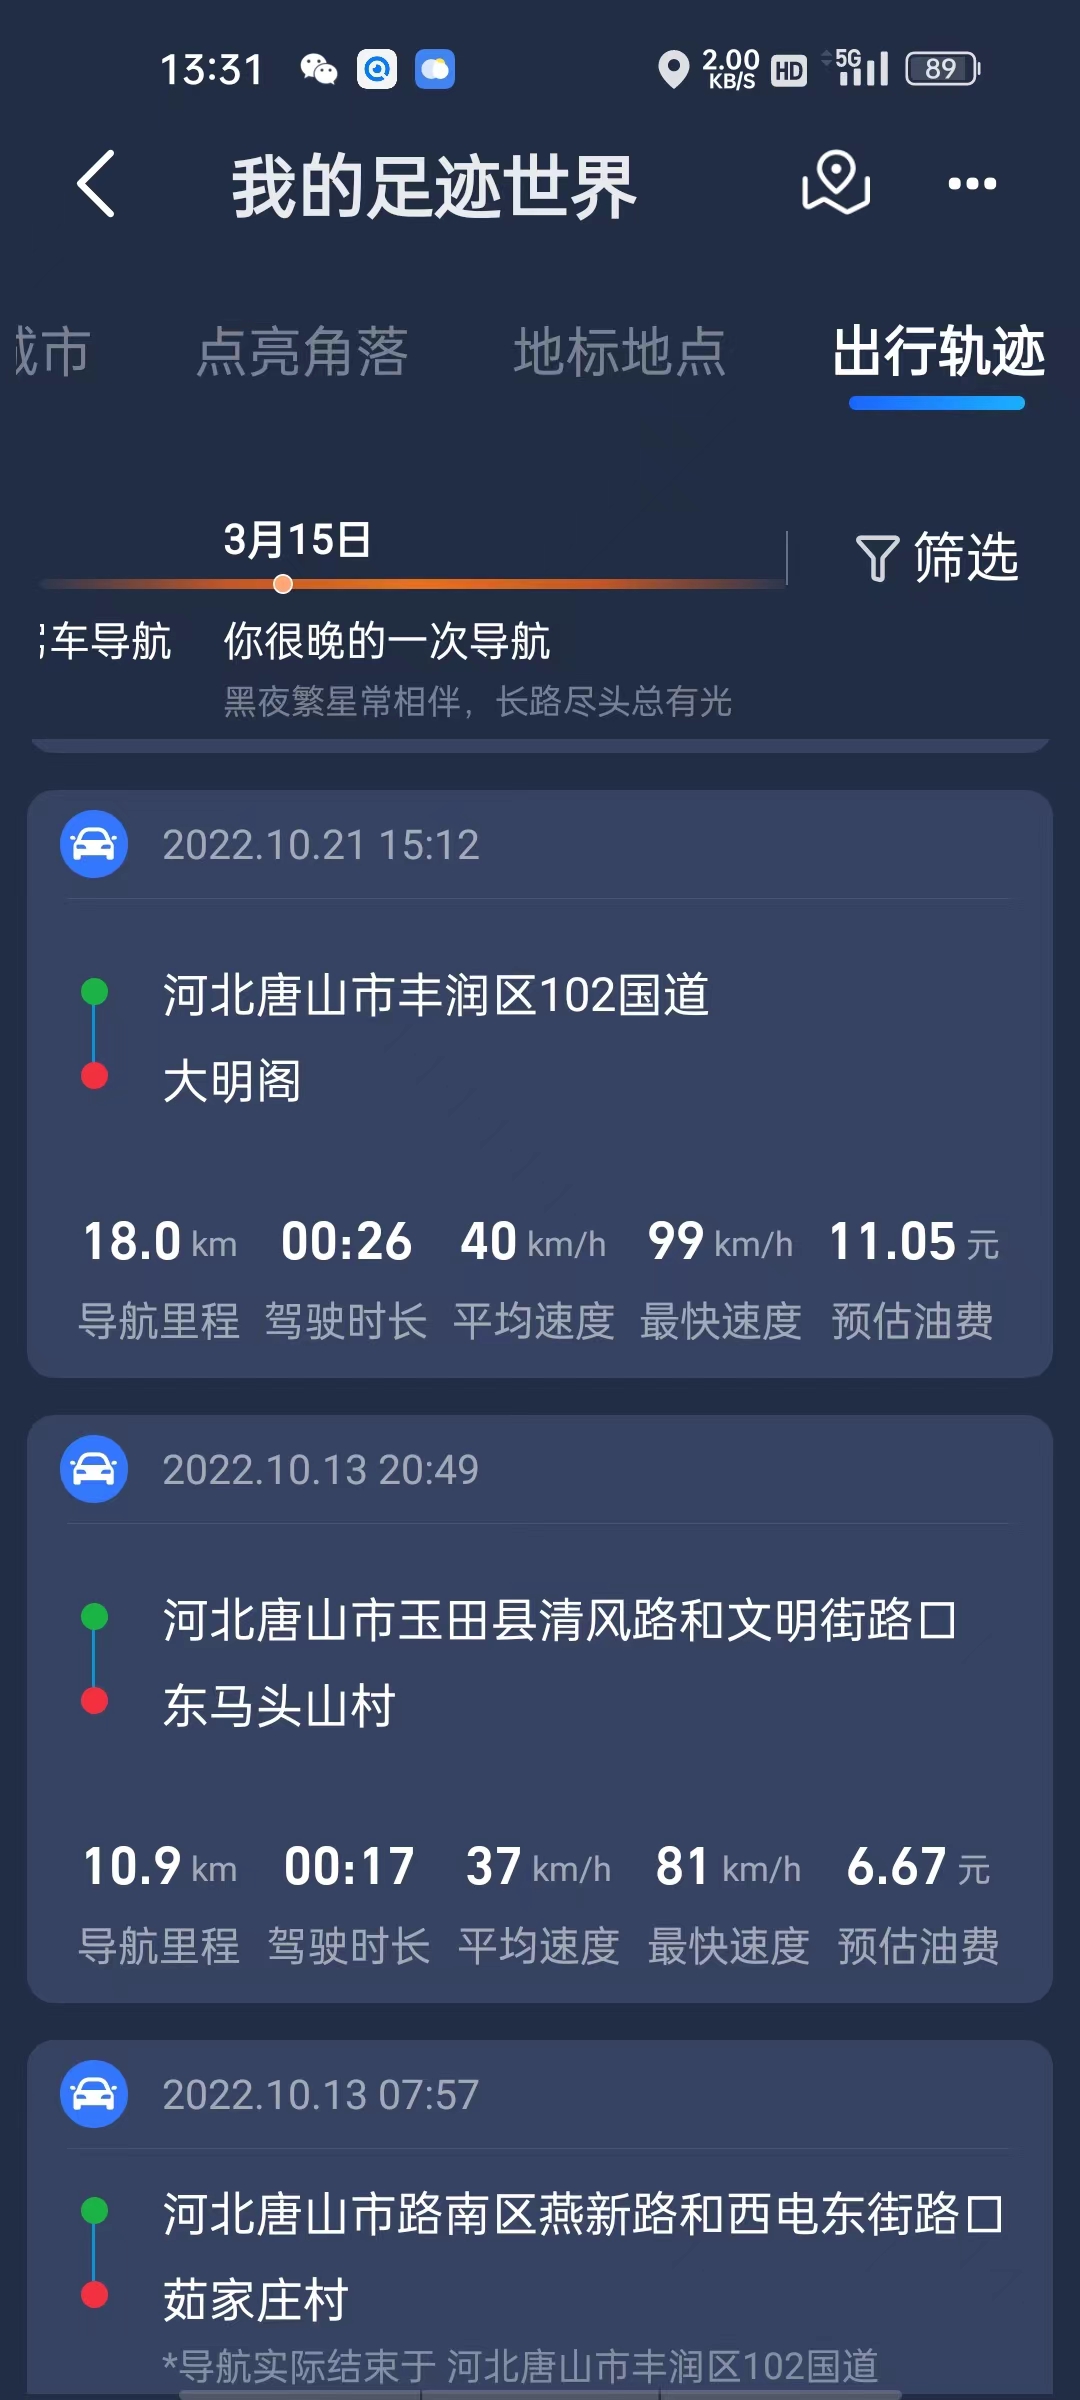 13:31 2.00 KB/S HD 5G 89
我的足迹世界
城市 点亮角落 地标地点 出行轨迹
3月15日
筛选
车导航 你很晚的一次导航
黑夜繁星常相伴，长路尽头总有光
2022.10.21 15:12
河北唐山市丰润区102国道
大明阁
18.0 km 00:26 40 km/h 99 km/h 11.05 元
导航里程 驾驶时长 平均速度 最快速度 预估油费
2022.10.13 20:49
河北唐山市玉田县清风路和文明街路口
东马头山村
10.9 km 00:17 37 km/h 81 km/h 6.67 元
导航里程 驾驶时长 平均速度 最快速度 预估油费
2022.10.13 07:57
河北唐山市路南区燕新路和西电东街路口
茹家庄村
*导航实际结束于 河北唐山市丰润区102国道